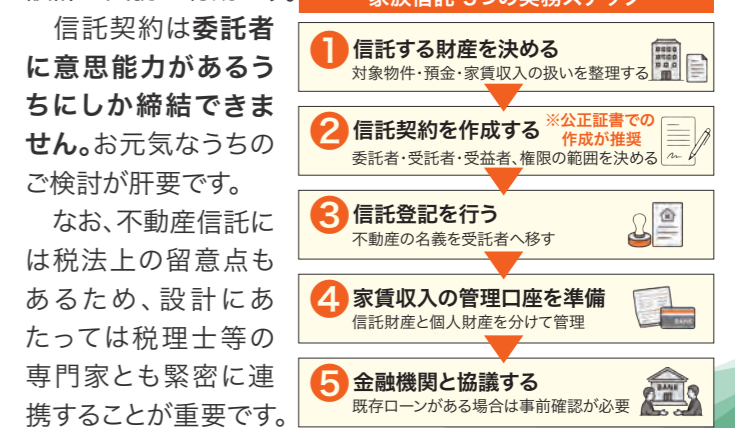 信託契約は委託者
に意思能力があるう
ちにしか締結できま
せん。お元気なうちの
ご検討が肝要です。
なお、不動産信託に
は税法上の留意点も
あるため、設計にあ
たっては税理士等の
専門家とも緊密に連
携することが重要です。
1 信託する財産を決める
対象物件・預金・家賃収入の扱いを整理する
2 信託契約を作成する ※公正証書での
作成が推奨
委託者・受託者・受益者、権限の範囲を決める
3 信託登記を行う
不動産の名義を受託者へ移す
4 家賃収入の管理口座を準備
信託財産と個人財産を分けて管理
BANK
5 金融機関と協議する
既存ローンがある場合は事前確認が必要
BANK